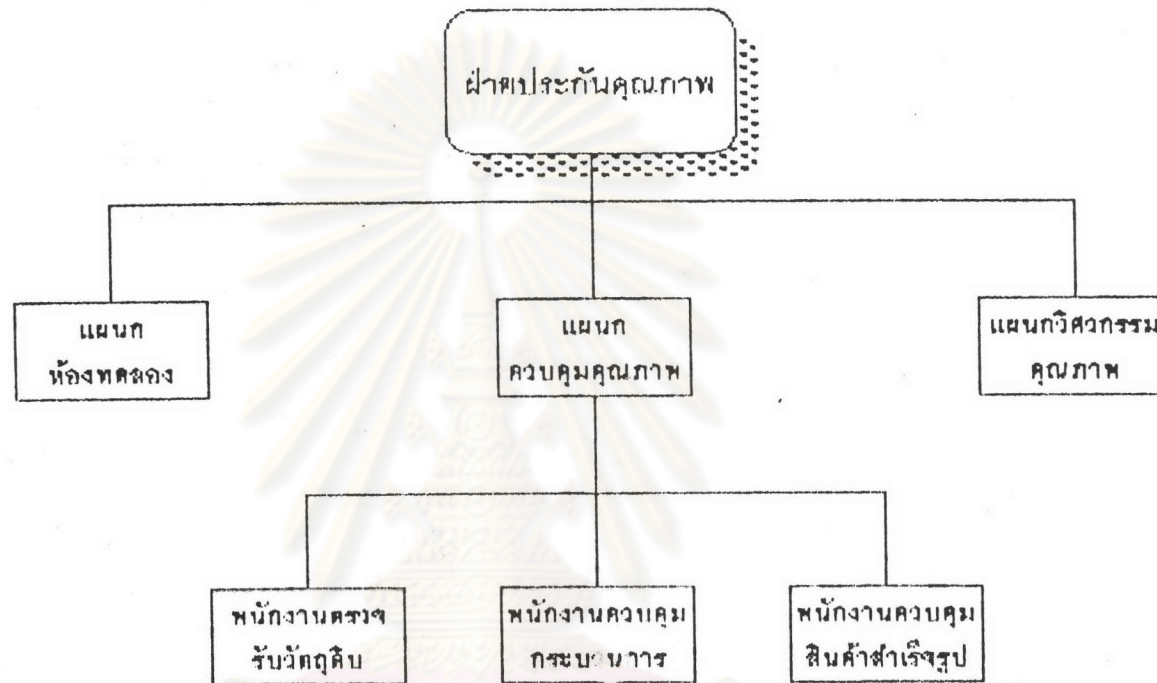 ฝ่ายประกันคุณภาพ
แผนก
ห้องทดลอง
แผนก
ควบคุมคุณภาพ
แผนกวิศวกรรม
คุณภาพ
พนักงานตรวจ
รับวัตถุดิบ
พนักงานควบคุม
กระบวนการ
พนักงานควบคุม
สินค้าสำเร็จรูป